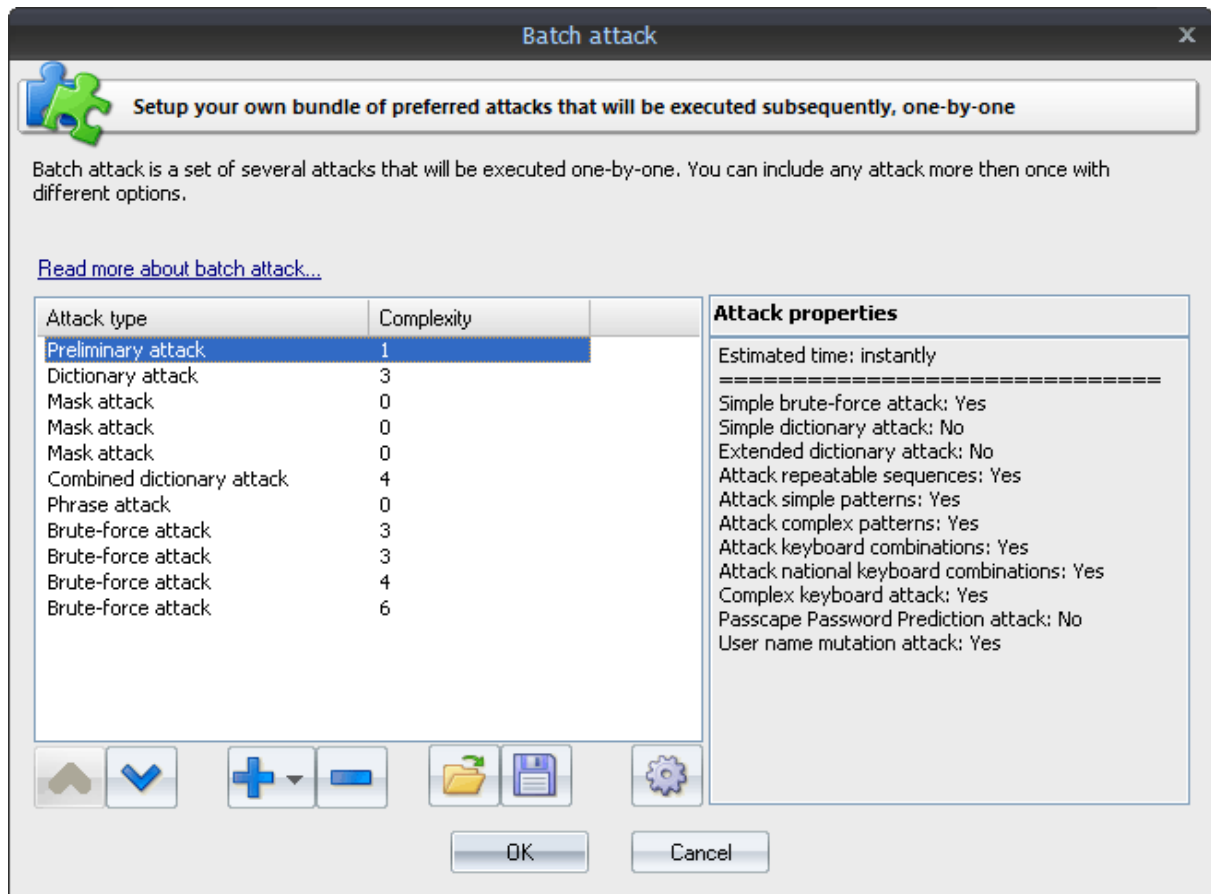 Batch attack
x
Setup your own bundle of preferred attacks that will be executed subsequently, one-by-one
Batch attack is a set of several attacks that will be executed one-by-one. You can include any attack more then once with
different options.
Read more about batch attack...
Attack type Complexity
Preliminary attack 1
Dictionary attack 3
Mask attack 0
Mask attack 0
Mask attack 0
Combined dictionary attack 4
Phrase attack 0
Brute-force attack 3
Brute-force attack 3
Brute-force attack 4
Brute-force attack 6
Attack properties
Estimated time: instantly
==============================
Simple brute-force attack: Yes
Simple dictionary attack: No
Extended dictionary attack: No
Attack repeatable sequences: Yes
Attack simple patterns: Yes
Attack complex patterns: Yes
Attack keyboard combinations: Yes
Attack national keyboard combinations: Yes
Complex keyboard attack: Yes
Passcape Password Prediction attack: No
User name mutation attack: Yes
OK Cancel